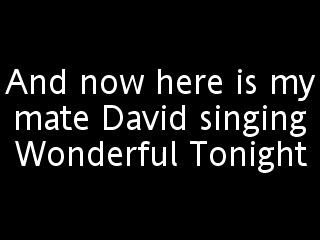 And now here is my
mate David singing
Wonderful Tonight